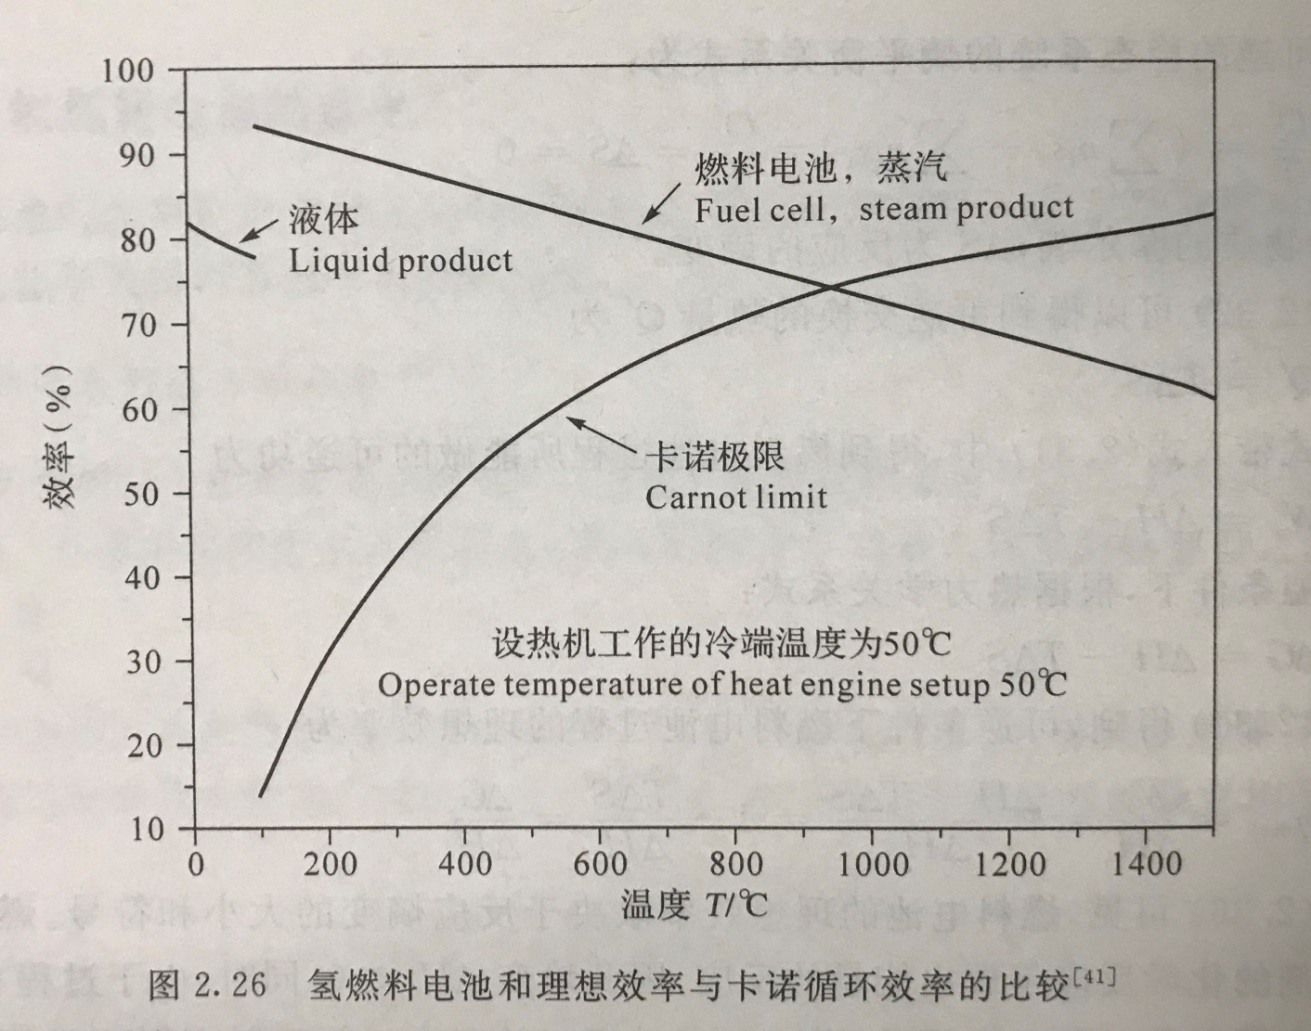 100
90
80
70
60
50
40
30
20
10
效率(%)
燃料电池，蒸汽
Fuel cell, steam product
液体
Liquid product
卡诺极限
Carnot limit
设热机工作的冷端温度为50℃
Operate temperature of heat engine setup 50℃
0 200 400 600 800 1000 1200 1400
温度 T/℃
图 2.26 氢燃料电池和理想效率与卡诺循环效率的比较[41]